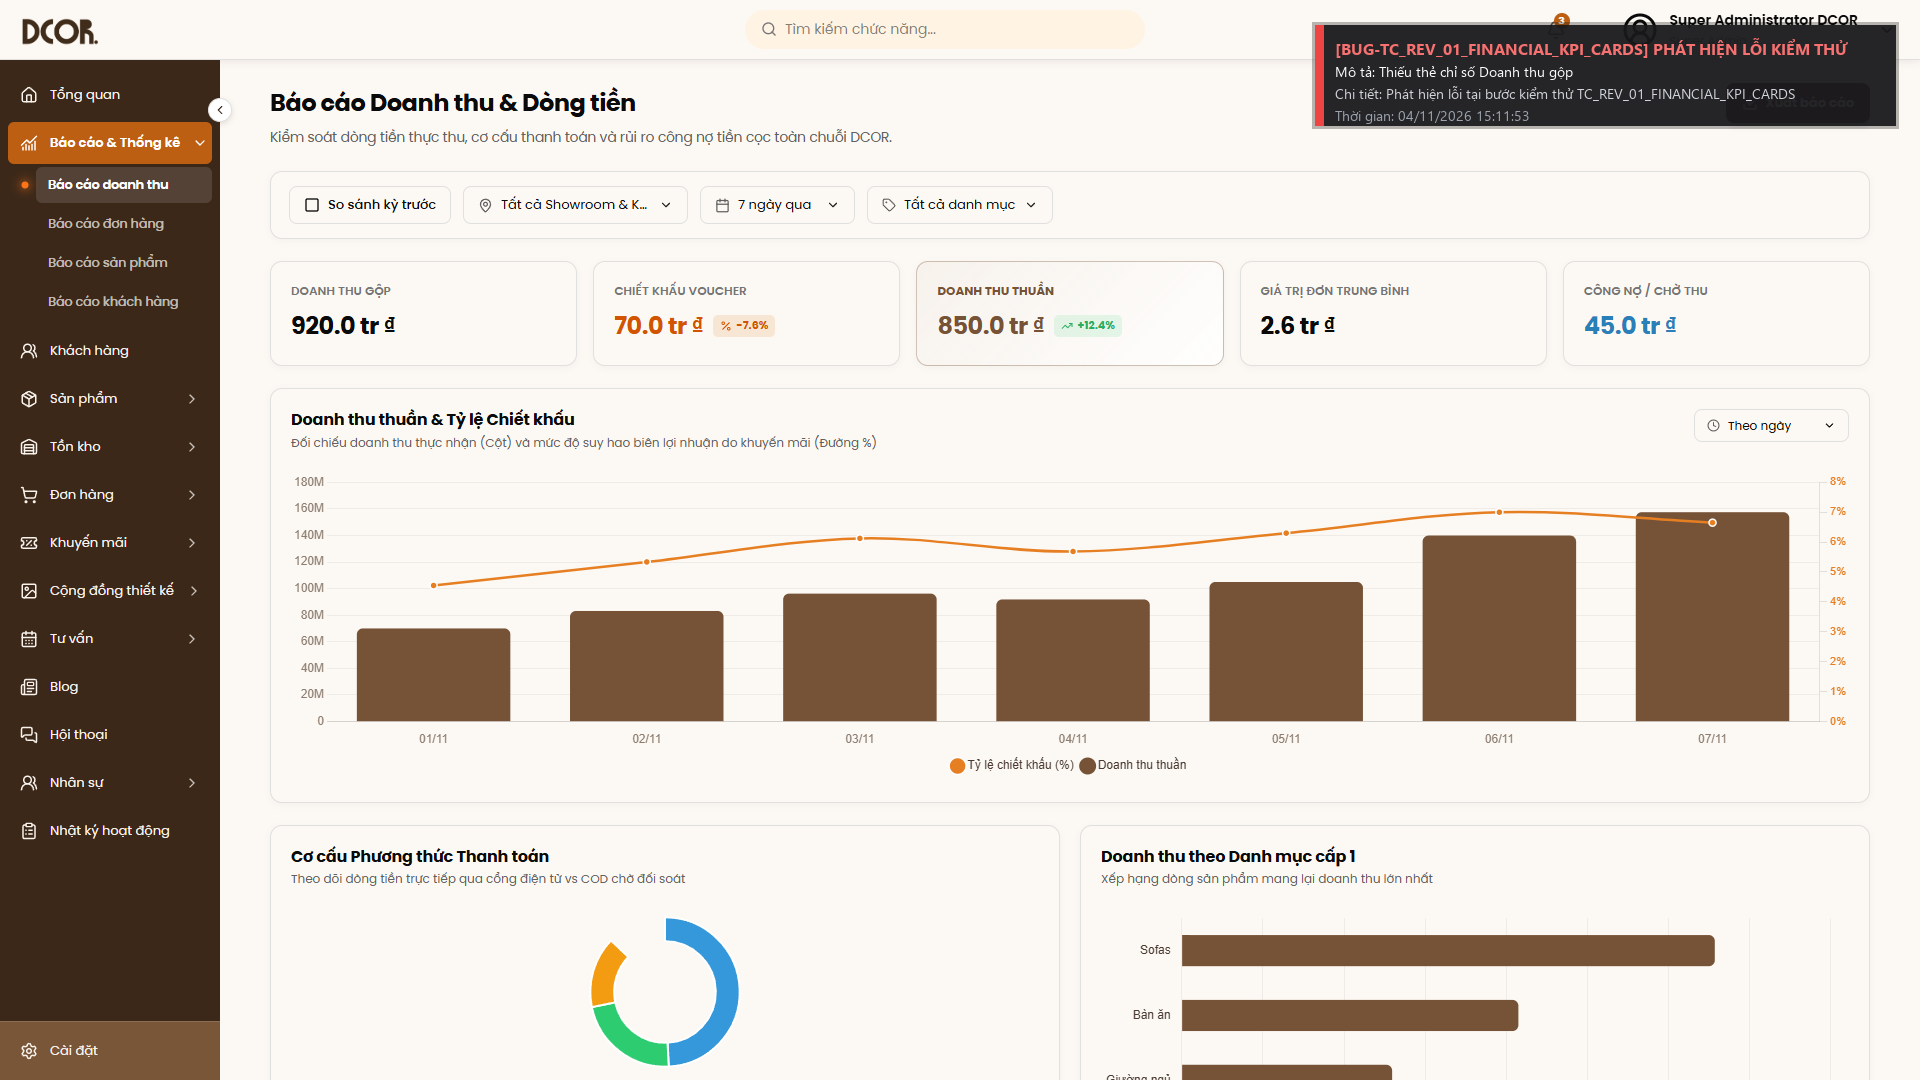 DCOR.
Tìm kiếm chức năng...
3
Super Administrator DCOR
[BUG-TC_REV_01_FINANCIAL_KPI_CARDS] PHÁT HIỆN LỖI KIỂM THỬ
Mô tả: Thiếu thẻ chỉ số Doanh thu gộp
Chi tiết: Phát hiện lỗi tại bước kiểm thử TC_REV_01_FINANCIAL_KPI_CARDS
Thời gian: 04/11/2026 15:11:53
Tổng quan
Báo cáo & Thống kê
Báo cáo doanh thu
Báo cáo đơn hàng
Báo cáo sản phẩm
Báo cáo khách hàng
Khách hàng
Sản phẩm
Tồn kho
Đơn hàng
Khuyến mãi
Cộng đồng thiết kế
Tư vấn
Blog
Hội thoại
Nhân sự
Nhật ký hoạt động
Cài đặt
Báo cáo Doanh thu & Dòng tiền
Kiểm soát dòng tiền thực thu, cơ cấu thanh toán và rủi ro công nợ tiền cọc toàn chuỗi DCOR.
Xuất báo cáo
So sánh kỳ trước
Tất cả Showroom & K...
7 ngày qua
Tất cả danh mục
DOANH THU GỘP
920.0 tr ₫
CHIẾT KHẤU VOUCHER
70.0 tr ₫
-7.6%
DOANH THU THUẦN
850.0 tr ₫
+12.4%
GIÁ TRỊ ĐƠN TRUNG BÌNH
2.6 tr ₫
CÔNG NỢ / CHỜ THU
45.0 tr ₫
Doanh thu thuần & Tỷ lệ Chiết khấu
Đối chiếu doanh thu thực nhận (Cột) và mức độ suy hao biên lợi nhuận do khuyến mãi (Đường %)
Theo ngày
180M
160M
140M
120M
100M
80M
60M
40M
20M
0
8%
7%
6%
5%
4%
3%
2%
1%
0%
01/11
02/11
03/11
04/11
05/11
06/11
07/11
Tỷ lệ chiết khấu (%)
Doanh thu thuần
Cơ cấu Phương thức Thanh toán
Theo dõi dòng tiền trực tiếp qua cổng điện tử vs COD chờ đối soát
Doanh thu theo Danh mục cấp 1
Xếp hạng dòng sản phẩm mang lại doanh thu lớn nhất
Sofas
Bàn ăn
Giường ngủ